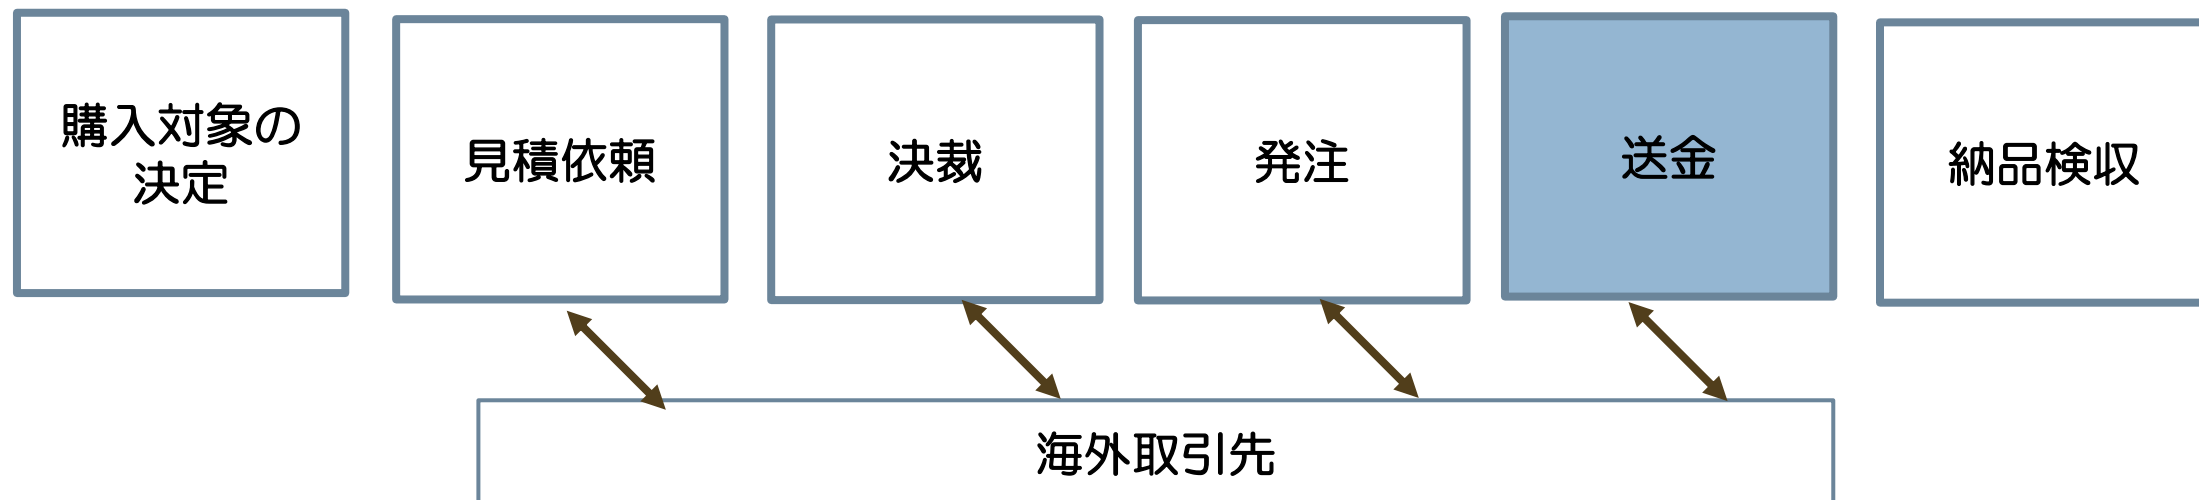 購入対象の
決定
見積依頼
決裁
発注
送金
納品検収
海外取引先